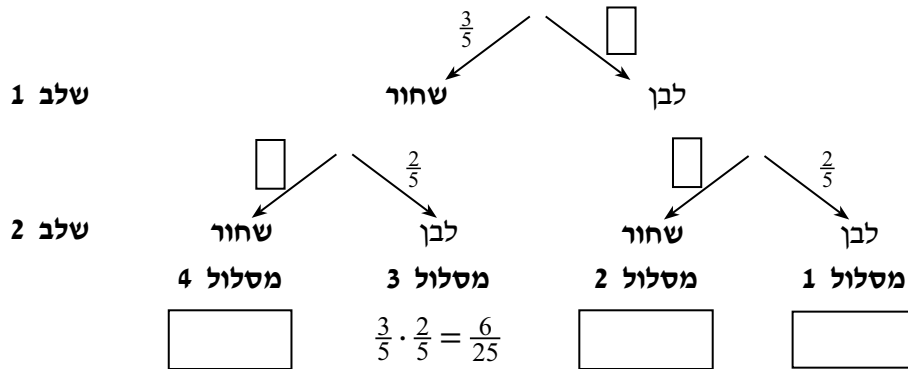 3/5
שלב 1 שחור לבן
2/5 2/5
שלב 2 שחור לבן שחור לבן
מסלול 4 מסלול 3 מסלול 2 מסלול 1
3/5 · 2/5 = 6/25